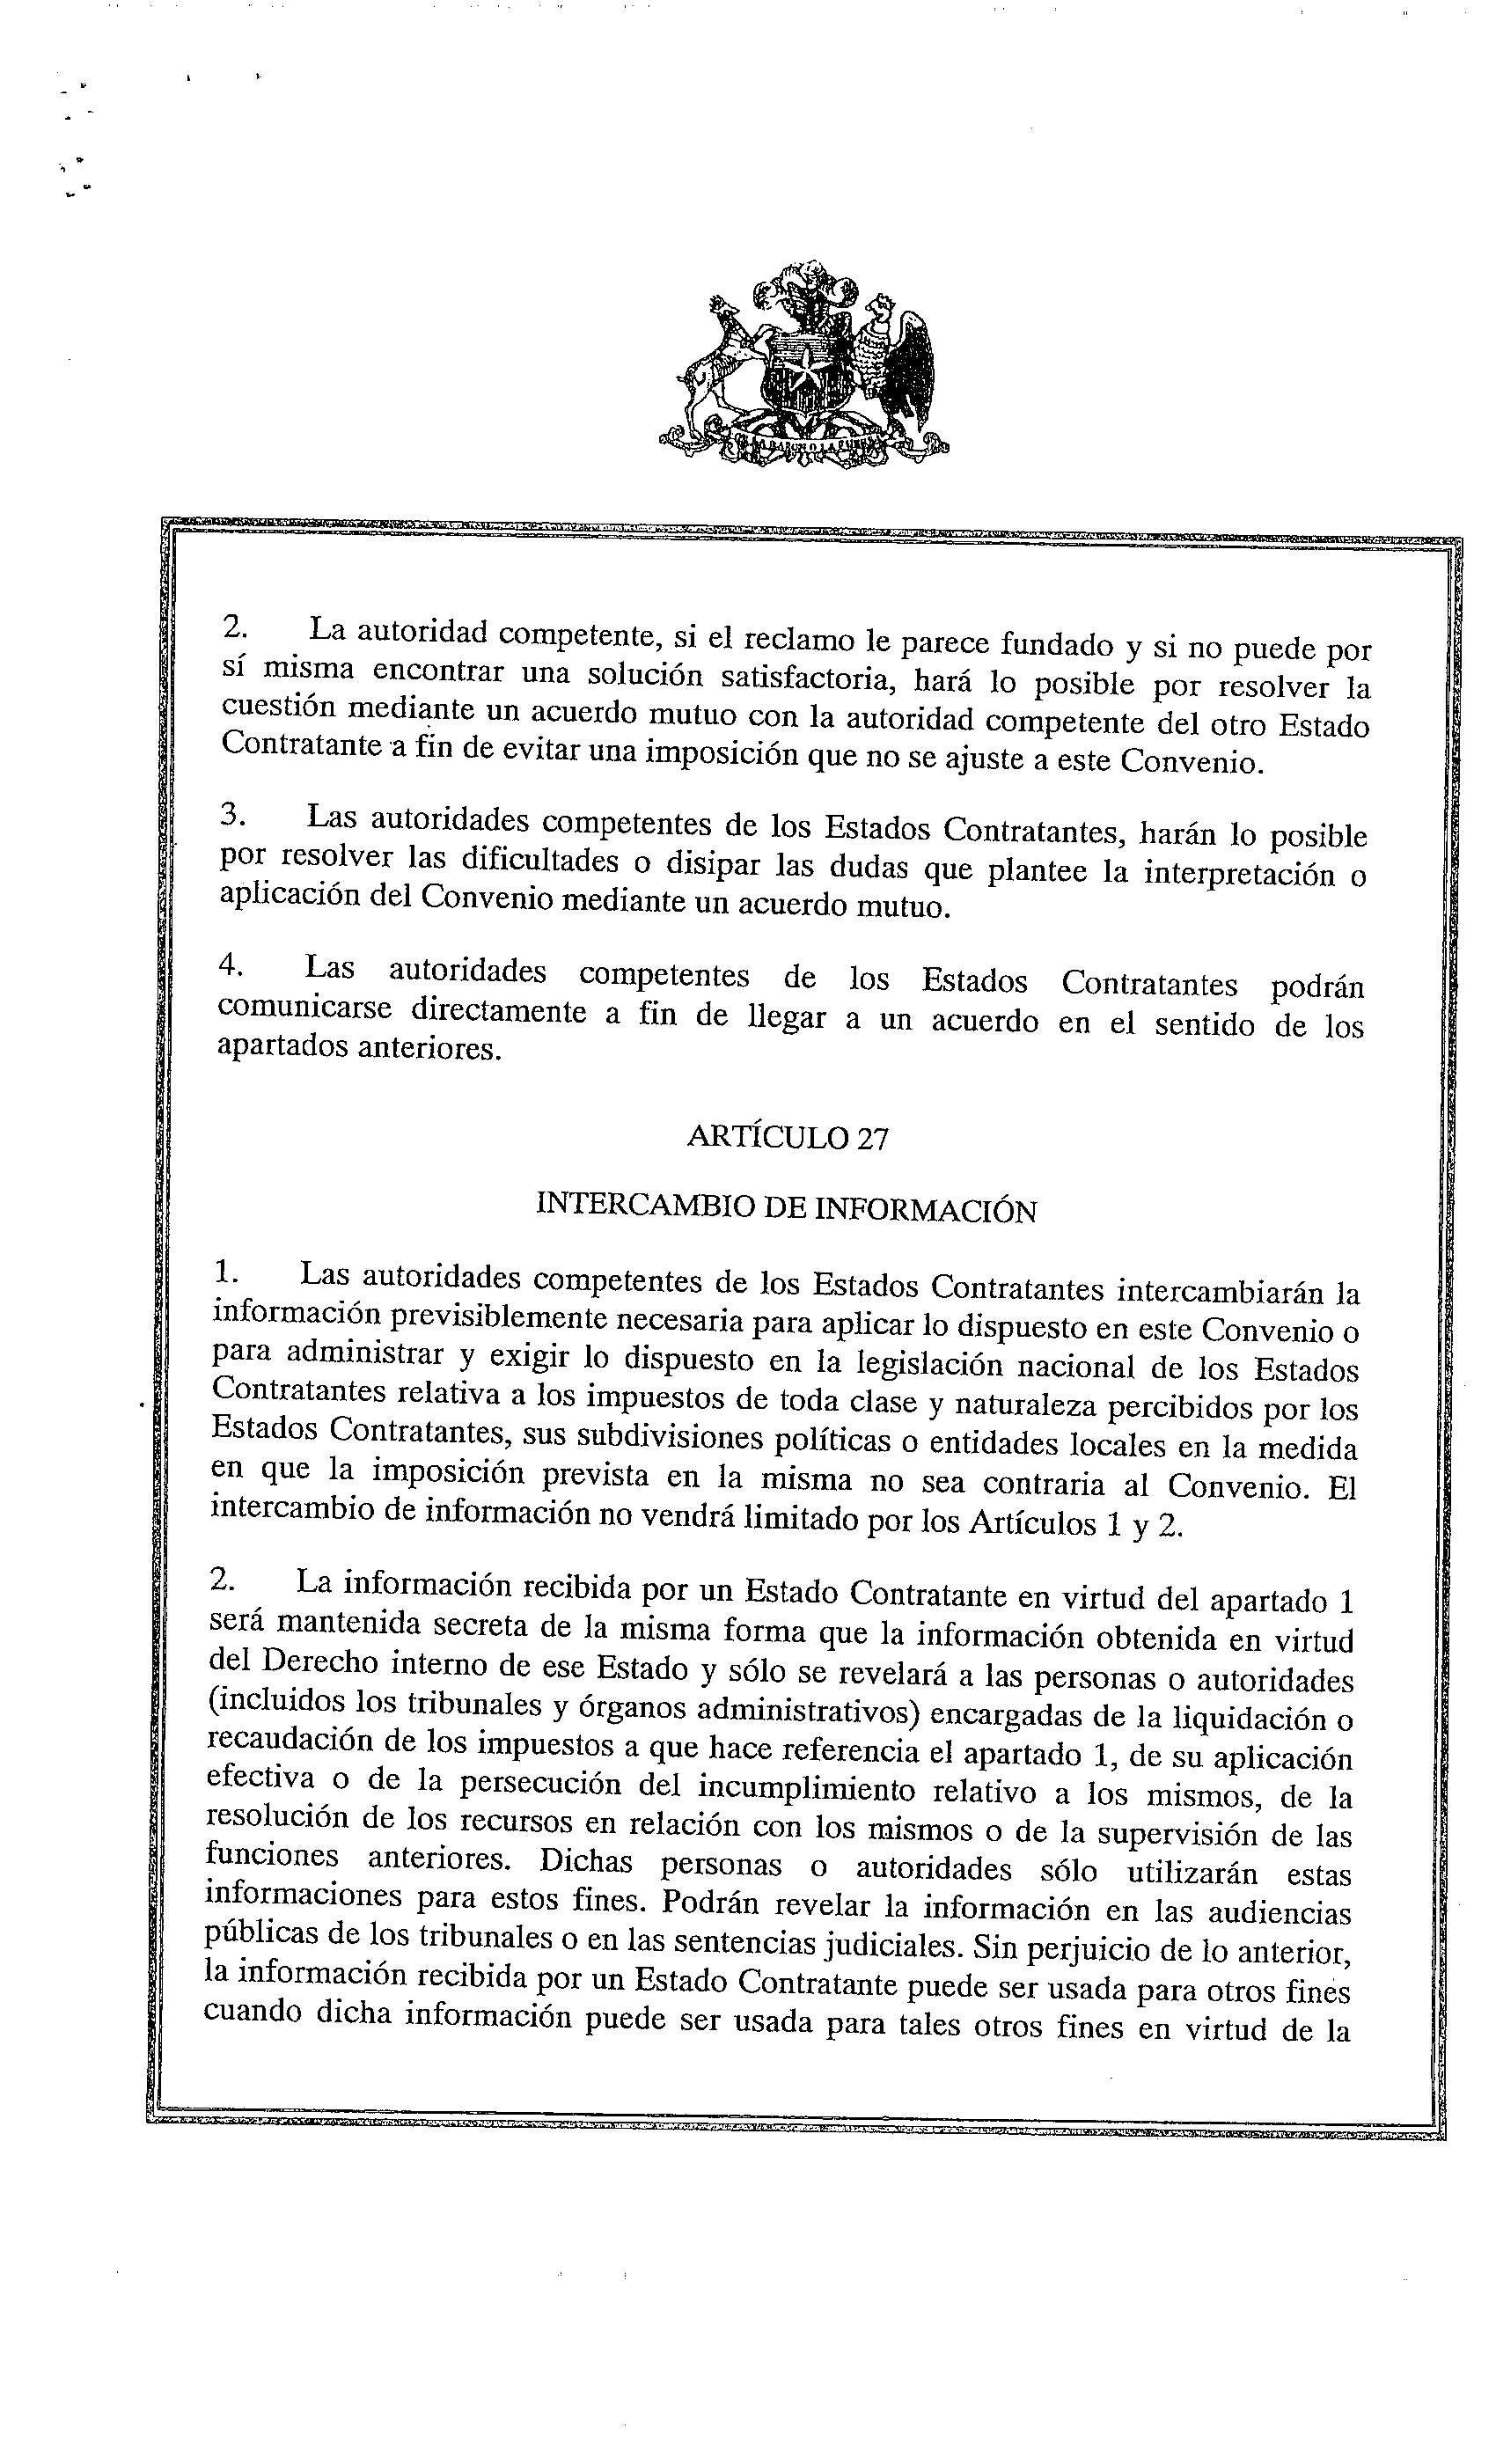 2. La autoridad competente, si el reclamo le parece fundado y si no puede por
sí misma encontrar una solución satisfactoria, hará lo posible por resolver la
cuestión mediante un acuerdo mutuo con la autoridad competente del otro Estado
Contratante a fin de evitar una imposición que no se ajuste a este Convenio.
3. Las autoridades competentes de los Estados Contratantes, harán lo posible
por resolver las dificultades o disipar las dudas que plantee la interpretación o
aplicación del Convenio mediante un acuerdo mutuo.
4. Las autoridades competentes de los Estados Contratantes podrán
comunicarse directamente a fin de llegar a un acuerdo en el sentido de los
apartados anteriores.
ARTÍCULO 27
INTERCAMBIO DE INFORMACIÓN
1. Las autoridades competentes de los Estados Contratantes intercambiarán la
información previsiblemente necesaria para aplicar lo dispuesto en este Convenio o
para administrar y exigir lo dispuesto en la legislación nacional de los Estados
Contratantes relativa a los impuestos de toda clase y naturaleza percibidos por los
Estados Contratantes, sus subdivisiones políticas o entidades locales en la medida
en que la imposición prevista en la misma no sea contraria al Convenio. El
intercambio de información no vendrá limitado por los Artículos 1 y 2.
2. La información recibida por un Estado Contratante en virtud del apartado 1
será mantenida secreta de la misma forma que la información obtenida en virtud
del Derecho interno de ese Estado y sólo se revelará a las personas o autoridades
(incluidos los tribunales y órganos administrativos) encargadas de la liquidación o
recaudación de los impuestos a que hace referencia el apartado 1, de su aplicación
efectiva o de la persecución del incumplimiento relativo a los mismos, de la
resolución de los recursos en relación con los mismos o de la supervisión de las
funciones anteriores. Dichas personas o autoridades sólo utilizarán estas
informaciones para estos fines. Podrán revelar la información en las audiencias
públicas de los tribunales o en las sentencias judiciales. Sin perjuicio de lo anterior,
la información recibida por un Estado Contratante puede ser usada para otros fines
cuando dicha información puede ser usada para tales otros fines en virtud de la